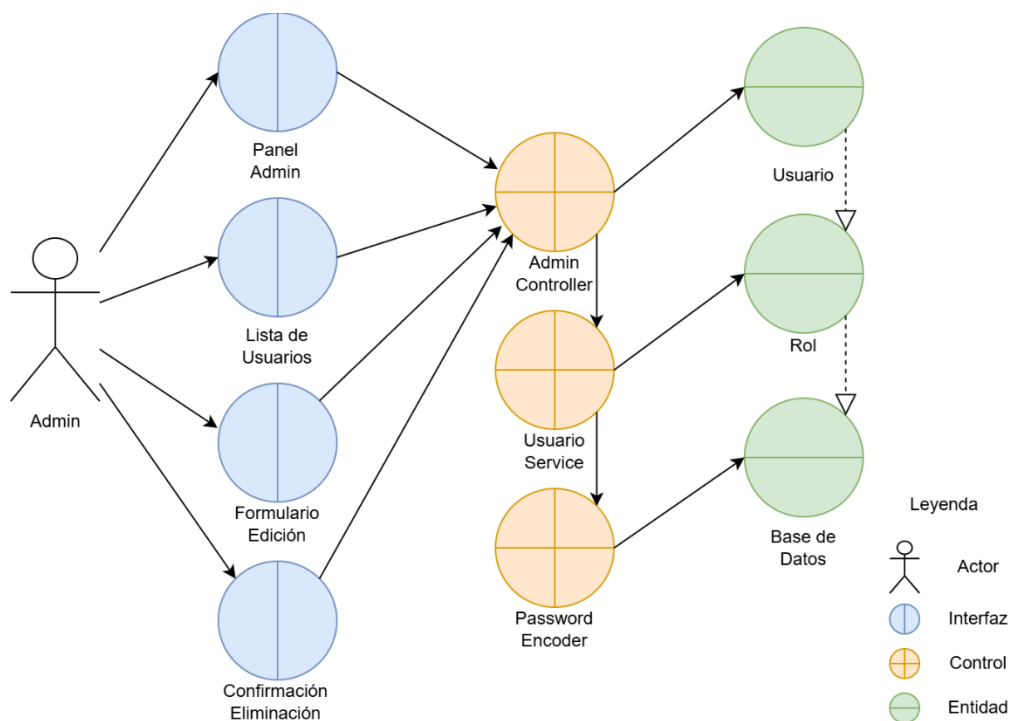 Panel
Admin
Lista de
Usuarios
Admin
Formulario
Edición
Confirmación
Eliminación
Admin
Controller
Usuario
Service
Password
Encoder
Usuario
Rol
Base de
Datos
Leyenda
Actor
Interfaz
Control
Entidad